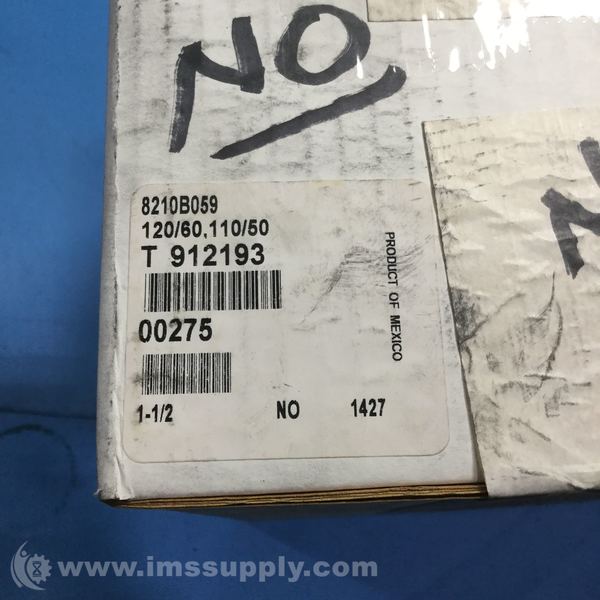 NO
8210B059
120/60,110/50
T 912193
00275
1-1/2 NO 1427
PRODUCT OF MEXICO
www.imssupply.com